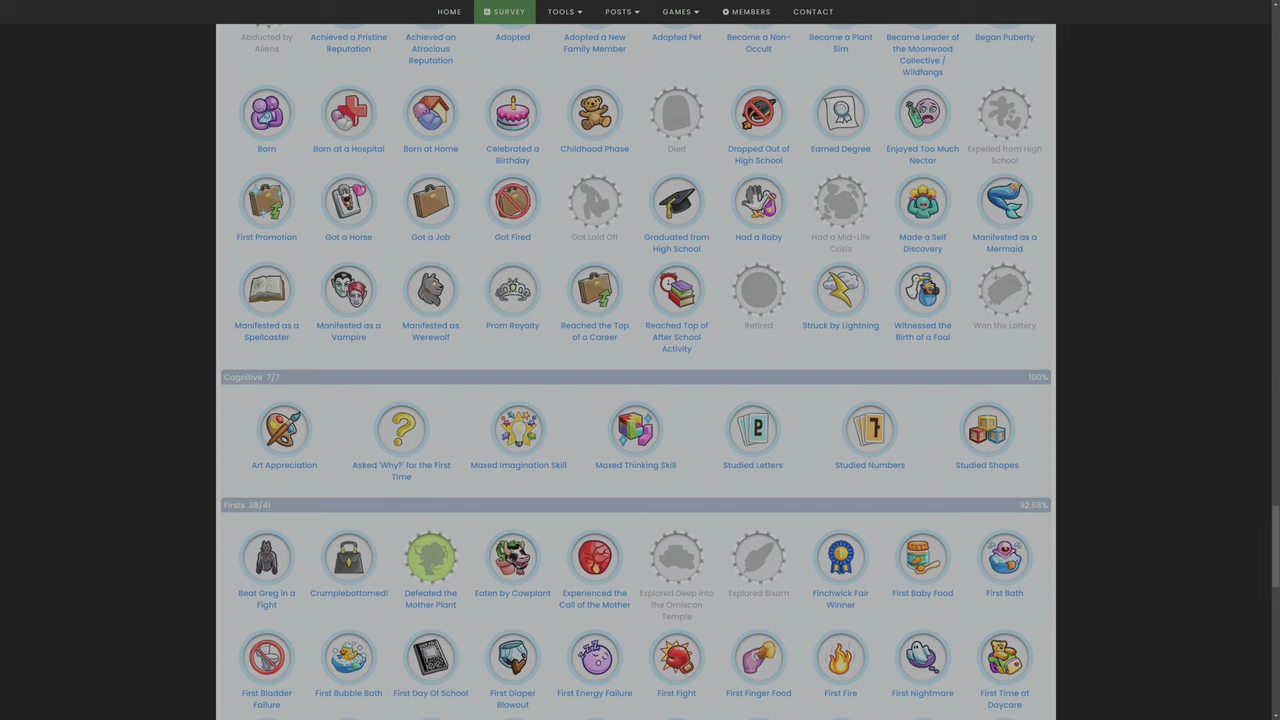 HOME SURVEY TOOLS POSTS GAMES MEMBERS CONTACT
Abducted by Achieved a Pristine Achieved an Adopted Adopted a New Adopted Pet Became a Non- Became a Plant Became Leader of Began Puberty
Aliens Reputation Atrocious Family Member Occult Sim the Moonwood
Reputation Collective /
Wildfangs
Born Born at a Hospital Born at Home Celebrated a Childhood Phase Died Dropped Out of Earned Degree Enjoyed Too Much Expelled from High
Birthday High School Nectar School
First Promotion Got a Horse Got a Job Got Fired Got Laid Off Graduated from Had a Baby Had a Mid-Life Made a Self Manifested as a
High School Crisis Discovery Mermaid
Manifested as a Manifested as a Manifested as Prom Royalty Reached the Top Reached Top of Retired Struck by Lightning Witnessed the Won the Lottery
Spellcaster Vampire Werewolf of a Career After School Birth of a Foal
Activity
Cognitive 7/7 100%
Art Appreciation Asked 'Why?' for the First Maxed Imagination Skill Maxed Thinking Skill Studied Letters Studied Numbers Studied Shapes
Time
Firsts 38/41 92.68%
Beat Greg in a Crumplebottomed! Defeated the Eaten by Cowplant Experienced the Explored Deep into Explored Sixam Finchwick Fair First Baby Food First Bath
Fight Mother Plant Call of the Mother the Omiscan Winner
Temple
First Bladder First Bubble Bath First Day Of School First Diaper First Energy Failure First Fight First Finger Food First Fire First Nightmare First Time at
Failure Blowout Daycare